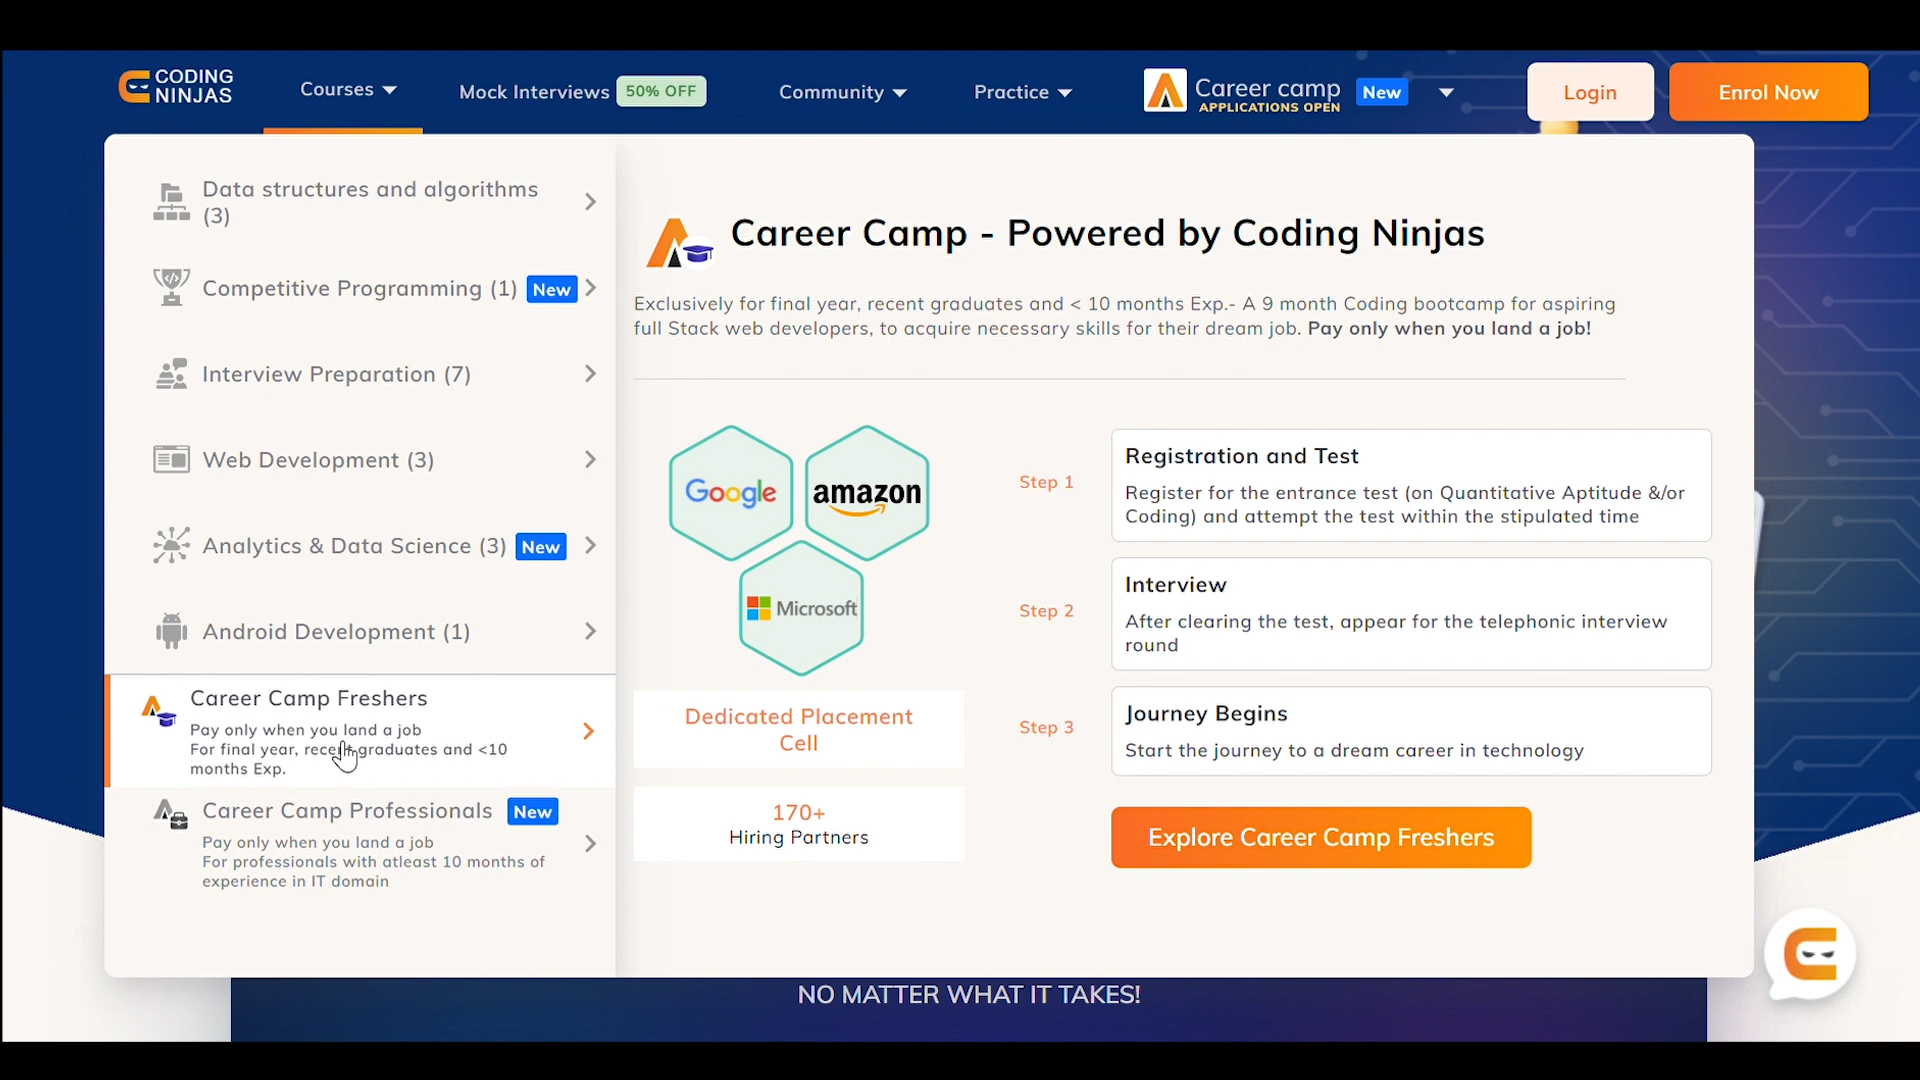 CODING
NINJAS
Courses
Mock Interviews 50% OFF
Community
Practice
Career camp New
APPLICATIONS OPEN
Login
Enrol Now
Data structures and algorithms
(3)
Competitive Programming (1) New
Interview Preparation (7)
Web Development (3)
Analytics & Data Science (3) New
Android Development (1)
Career Camp Freshers
Pay only when you land a job
For final year, recent graduates and <10
months Exp.
Career Camp Professionals New
Pay only when you land a job
For professionals with atleast 10 months of
experience in IT domain
Career Camp - Powered by Coding Ninjas
Exclusively for final year, recent graduates and < 10 months Exp.- A 9 month Coding bootcamp for aspiring
full Stack web developers, to acquire necessary skills for their dream job. Pay only when you land a job!
Google
amazon
Microsoft
Dedicated Placement
Cell
170+
Hiring Partners
Step 1
Registration and Test
Register for the entrance test (on Quantitative Aptitude &/or
Coding) and attempt the test within the stipulated time
Step 2
Interview
After clearing the test, appear for the telephonic interview
round
Step 3
Journey Begins
Start the journey to a dream career in technology
Explore Career Camp Freshers
NO MATTER WHAT IT TAKES!